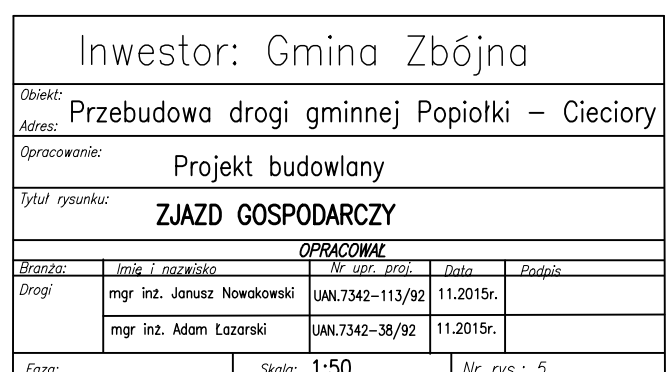 Inwestor: Gmina Zbójna
Obiekt:
Adres: Przebudowa drogi gminnej Popiołki – Cieciory
Opracowanie:
Projekt budowlany
Tytuł rysunku:
ZJAZD GOSPODARCZY
OPRACOWAŁ
Branża: Imię i nazwisko Nr upr. proj. Data Podpis
Drogi mgr inż. Janusz Nowakowski UAN.7342–113/92 11.2015r.
mgr inż. Adam Łazarski UAN.7342–38/92 11.2015r.
Faza: Skala: 1:50 Nr rys.: 5